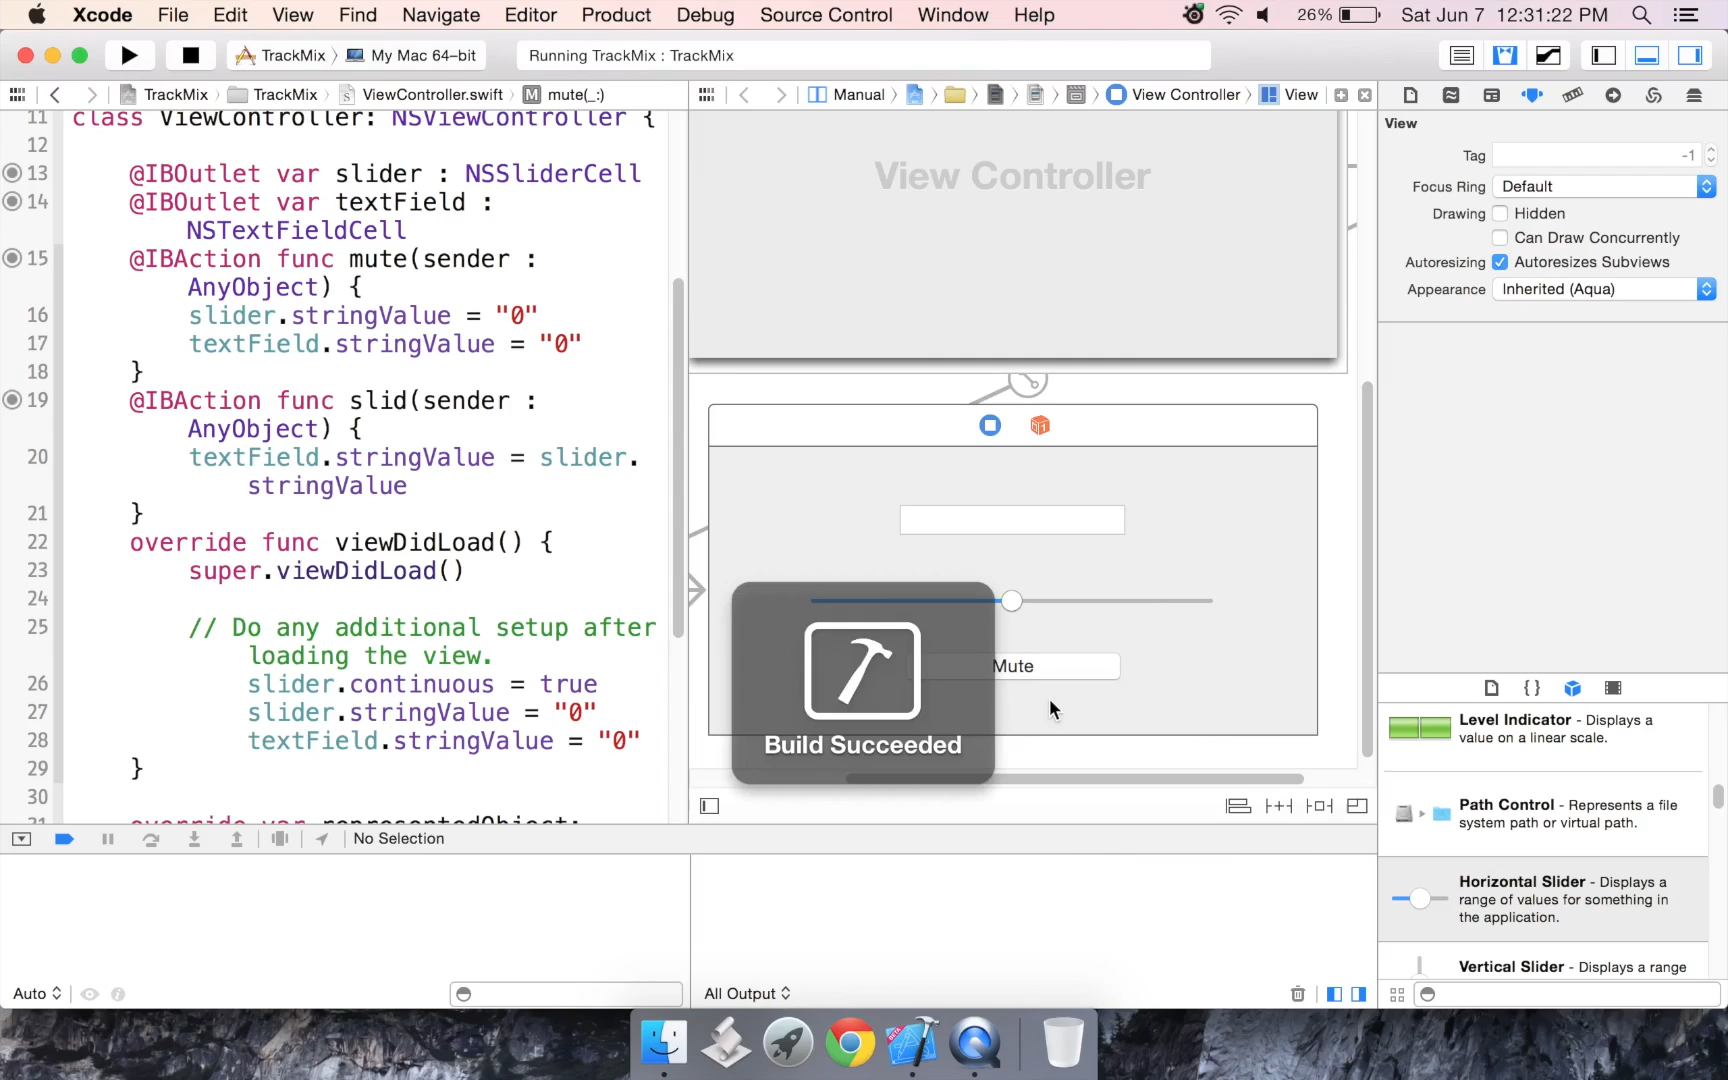 Xcode File Edit View Find Navigate Editor Product Debug Source Control Window Help 26% Sat Jun 7 12:31:22 PM
TrackMix My Mac 64-bit Running TrackMix : TrackMix
TrackMix TrackMix ViewController.swift M mute(_:) Manual View Controller View
11 class ViewController: NSViewController {
12
13 @IBOutlet var slider : NSSliderCell
14 @IBOutlet var textField :
NSTextFieldCell
15 @IBAction func mute(sender :
AnyObject) {
16 slider.stringValue = "0"
17 textField.stringValue = "0"
18 }
19 @IBAction func slid(sender :
AnyObject) {
20 textField.stringValue = slider.
stringValue
21 }
22 override func viewDidLoad() {
23 super.viewDidLoad()
24
25 // Do any additional setup after
loading the view.
26 slider.continuous = true
27 slider.stringValue = "0"
28 textField.stringValue = "0"
29 }
30
31 override var representedObject:
View Controller
Mute
Build Succeeded
View
Tag -1
Focus Ring Default
Drawing Hidden
Can Draw Concurrently
Autoresizing Autoresizes Subviews
Appearance Inherited (Aqua)
{ }
Level Indicator - Displays a
value on a linear scale.
Path Control - Represents a file
system path or virtual path.
Horizontal Slider - Displays a
range of values for something in
the application.
Vertical Slider - Displays a range
No Selection
Auto
All Output
BETA